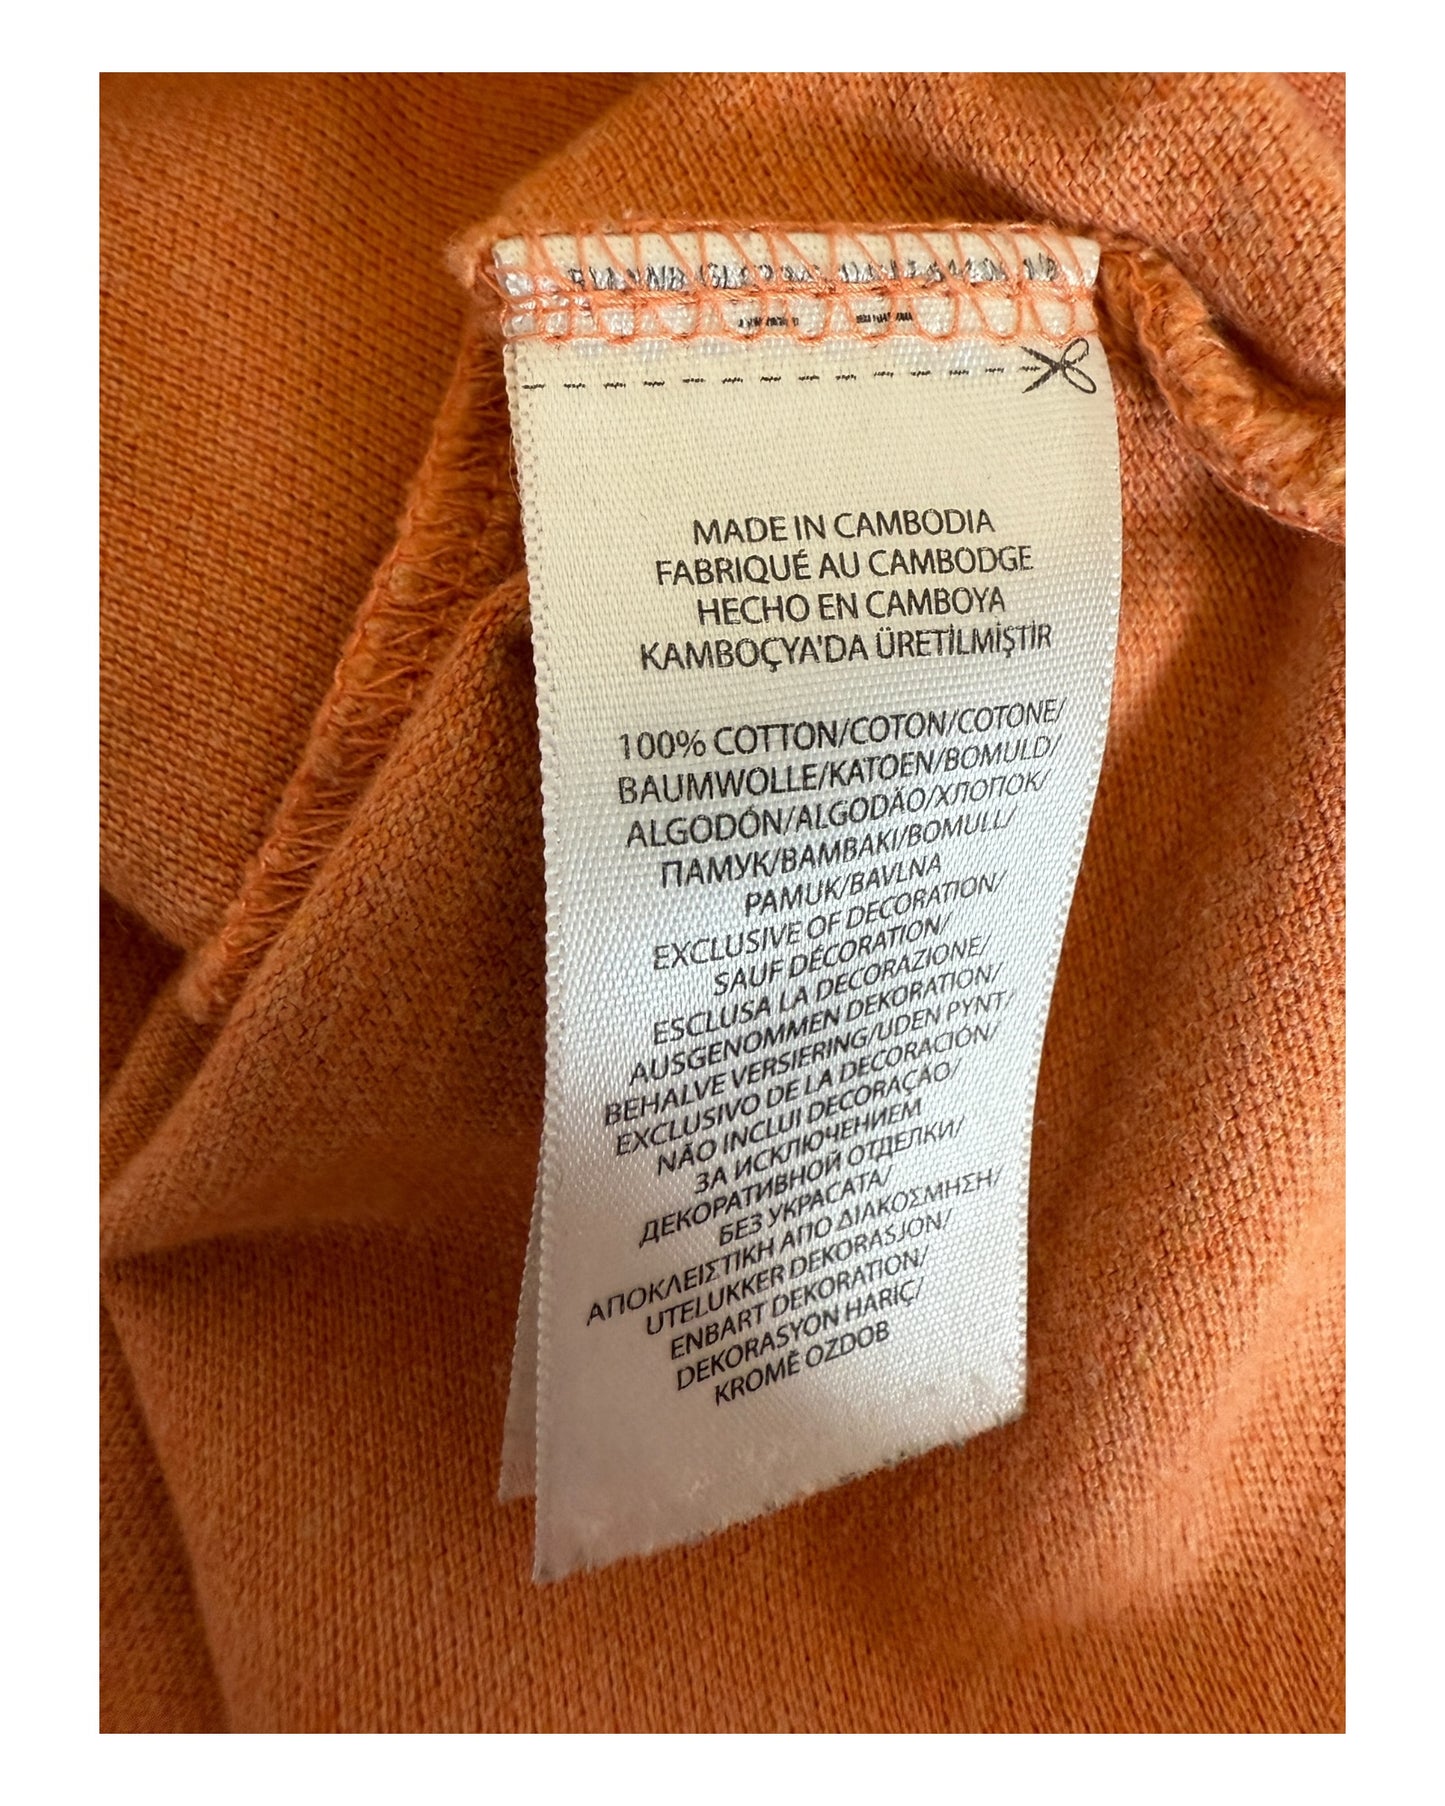 MADE IN CAMBODIA
FABRIQUÉ AU CAMBODGE
HECHO EN CAMBOYA
KAMBOÇYA'DA ÜRETİLMİŞTİR
100% COTTON/COTON/COTONE/
BAUMWOLLE/KATOEN/BOMULD/
ALGODÓN/ALGODÃO/ХЛОПОК/
ПАМУК/BAMBAKI/BOMULL/
PAMUK/BAVLNA
EXCLUSIVE OF DECORATION/
SAUF DÉCORATION/
ESCLUSA LA DECORAZIONE/
AUSGENOMMEN DEKORATION/
BEHALVE VERSIERING/UDEN PYNT/
EXCLUSIVO DE LA DECORACIÓN/
NÃO INCLUI DECORAÇÃO/
ЗА ИСКЛЮЧЕНИЕМ
ДЕКОРАТИВНОЙ ОТДЕЛКИ/
БЕЗ УКРАСАТА/
ΑΠΟΚΛΕΙΣΤΙΚΗ ΑΠΟ ΔΙΑΚΟΣΜΗΣΗ/
UTELUKKER DEKORASJON/
ENBART DEKORATION/
DEKORASYON HARIÇ/
KROMĚ OZDOB